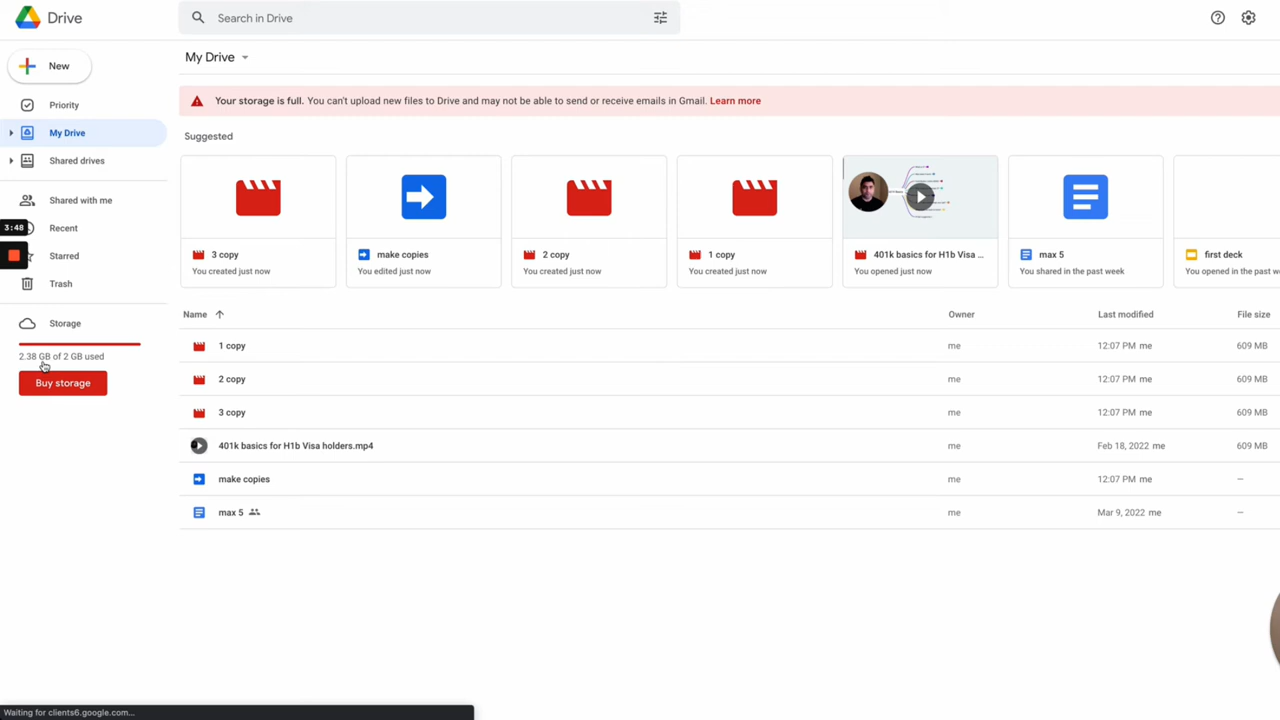 Drive
Search in Drive
New
My Drive
Priority
My Drive
Shared drives
Shared with me
3:48
Recent
Starred
Trash
Storage
2.38 GB of 2 GB used
Buy storage
Your storage is full. You can't upload new files to Drive and may not be able to send or receive emails in Gmail. Learn more
Suggested
3 copy
You created just now
make copies
You edited just now
2 copy
You created just now
1 copy
You created just now
401k basics for H1b Visa ...
You opened just now
max 5
You shared in the past week
first deck
You opened in the past we
Name Owner Last modified File size
1 copy me 12:07 PM me 609 MB
2 copy me 12:07 PM me 609 MB
3 copy me 12:07 PM me 609 MB
401k basics for H1b Visa holders.mp4 me Feb 18, 2022 me 609 MB
make copies me 12:07 PM me –
max 5 me Mar 9, 2022 me –
Waiting for clients6.google.com...